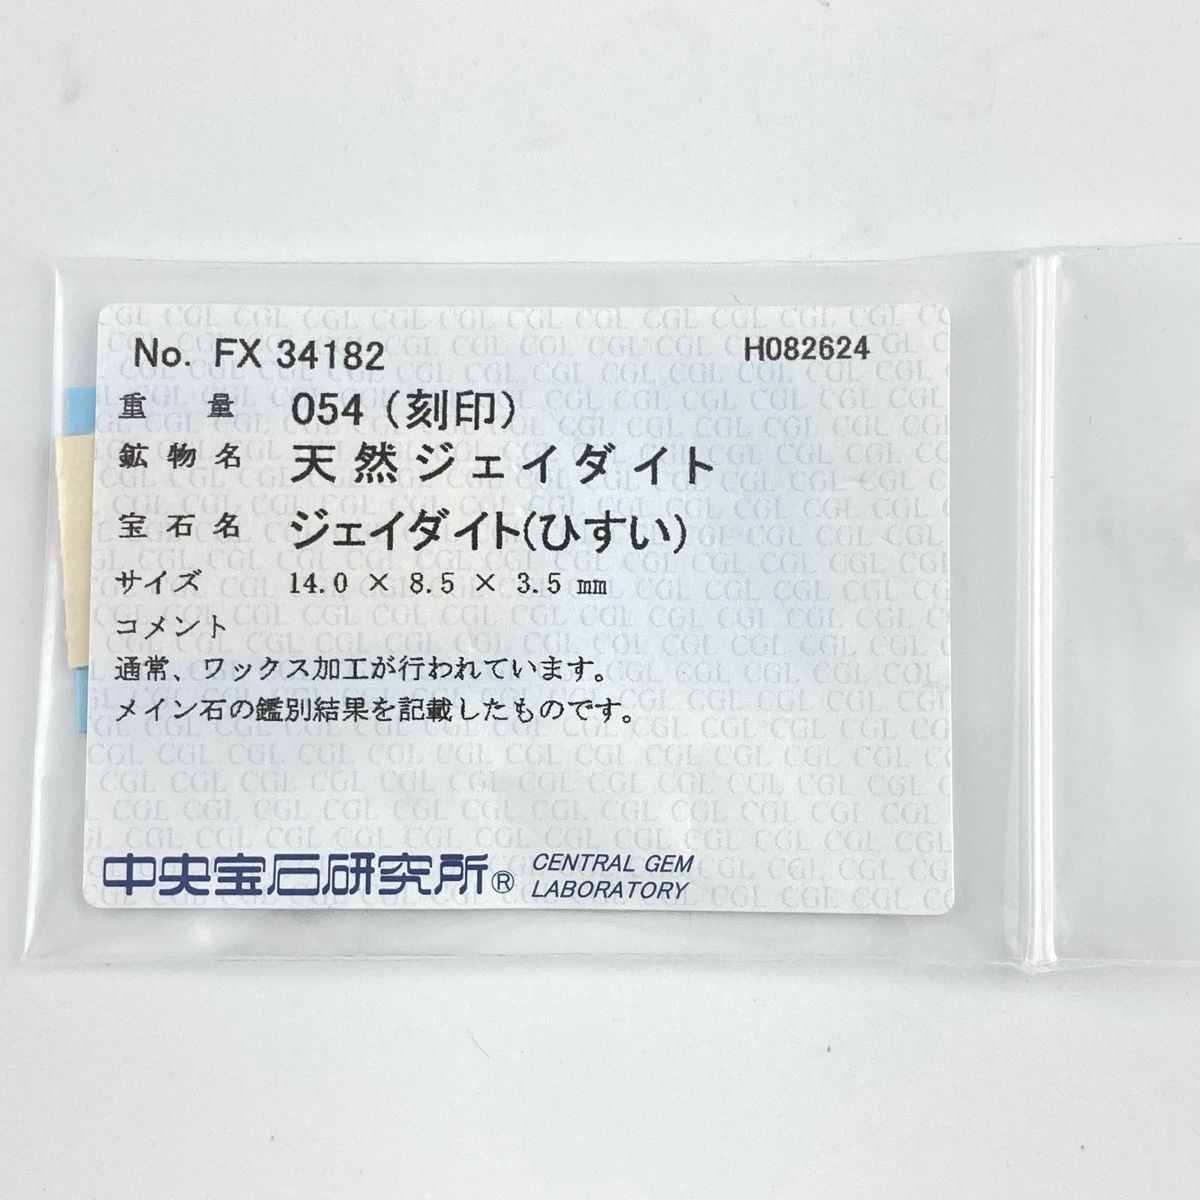 No. FX 34182 H082624
重量 054 (刻印)
鉱物名 天然ジェイダイト
宝石名 ジェイダイト(ひすい)
サイズ 14.0 × 8.5 × 3.5 mm
コメント
通常、ワックス加工が行われています。
メイン石の鑑別結果を記載したものです。
中央宝石研究所® CENTRAL GEM
LABORATORY